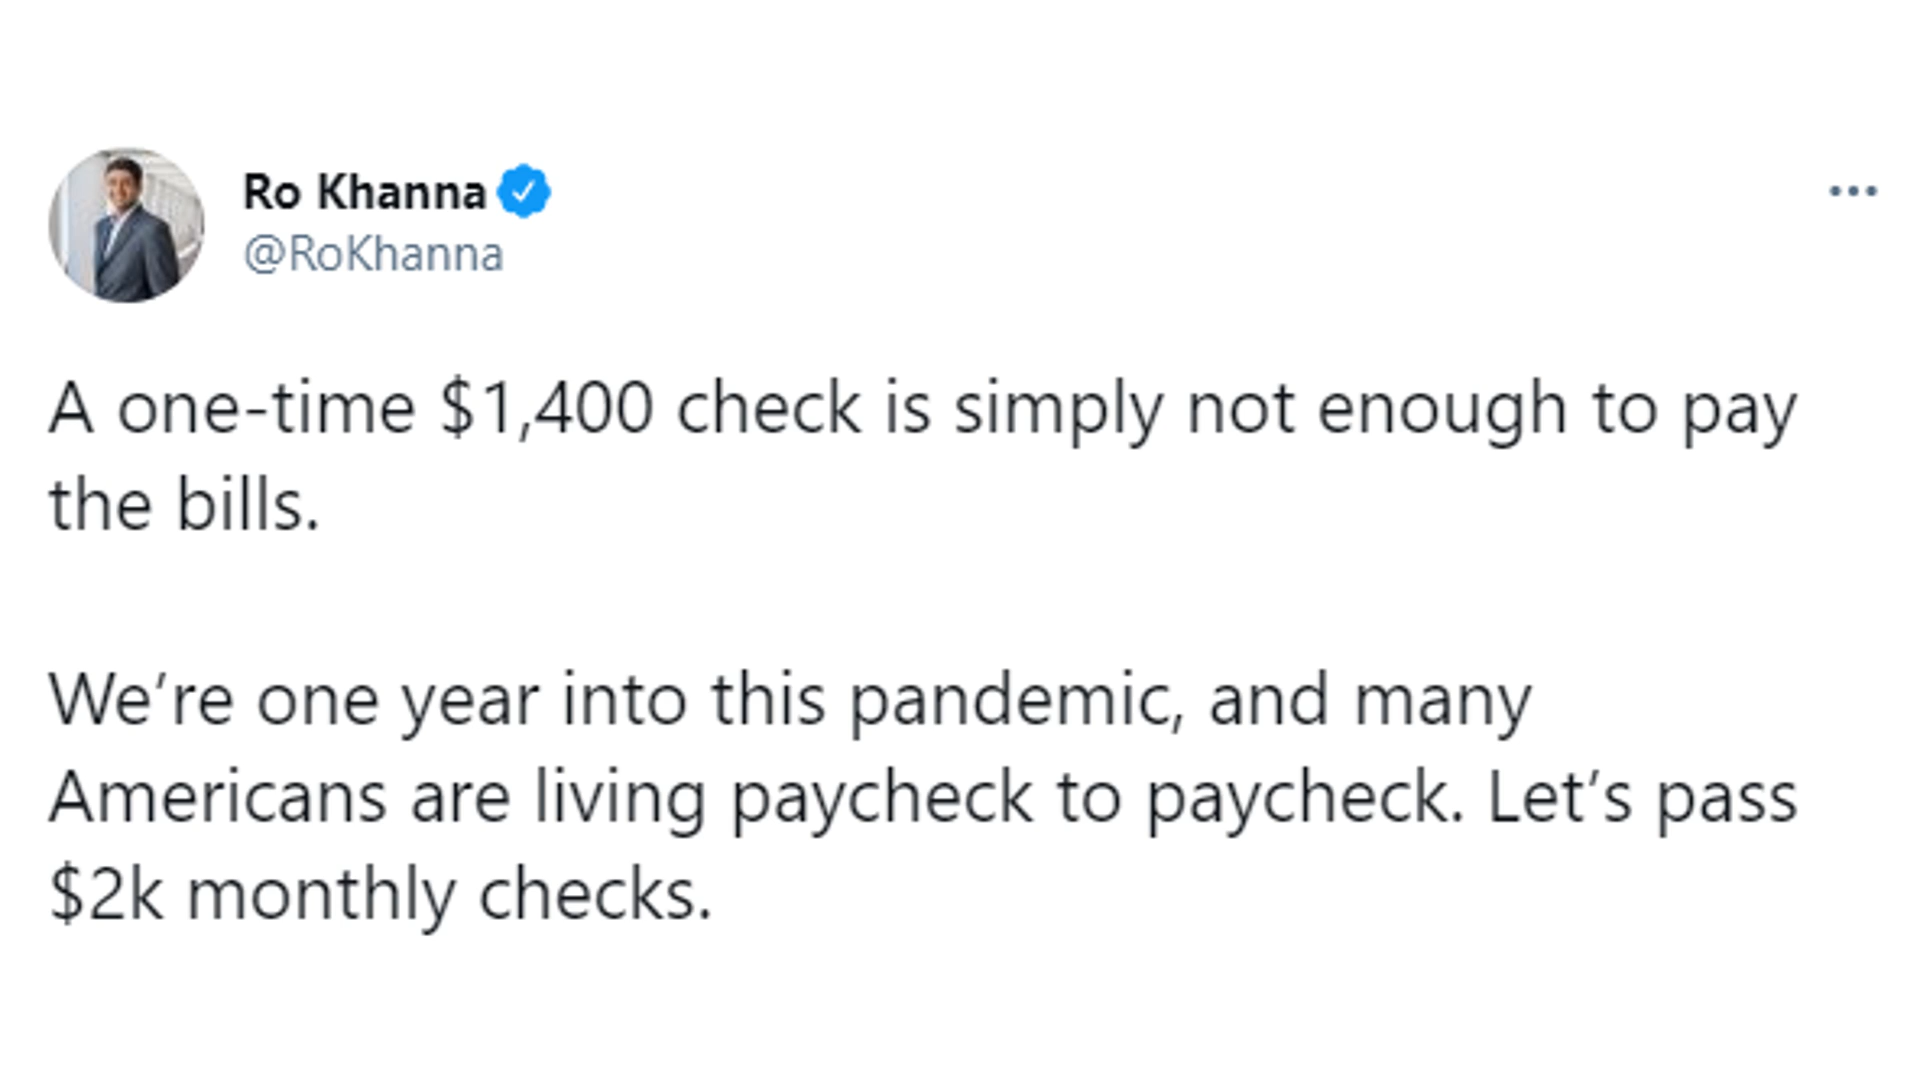 Ro Khanna
@RoKhanna
A one-time $1,400 check is simply not enough to pay
the bills.
We’re one year into this pandemic, and many
Americans are living paycheck to paycheck. Let’s pass
$2k monthly checks.